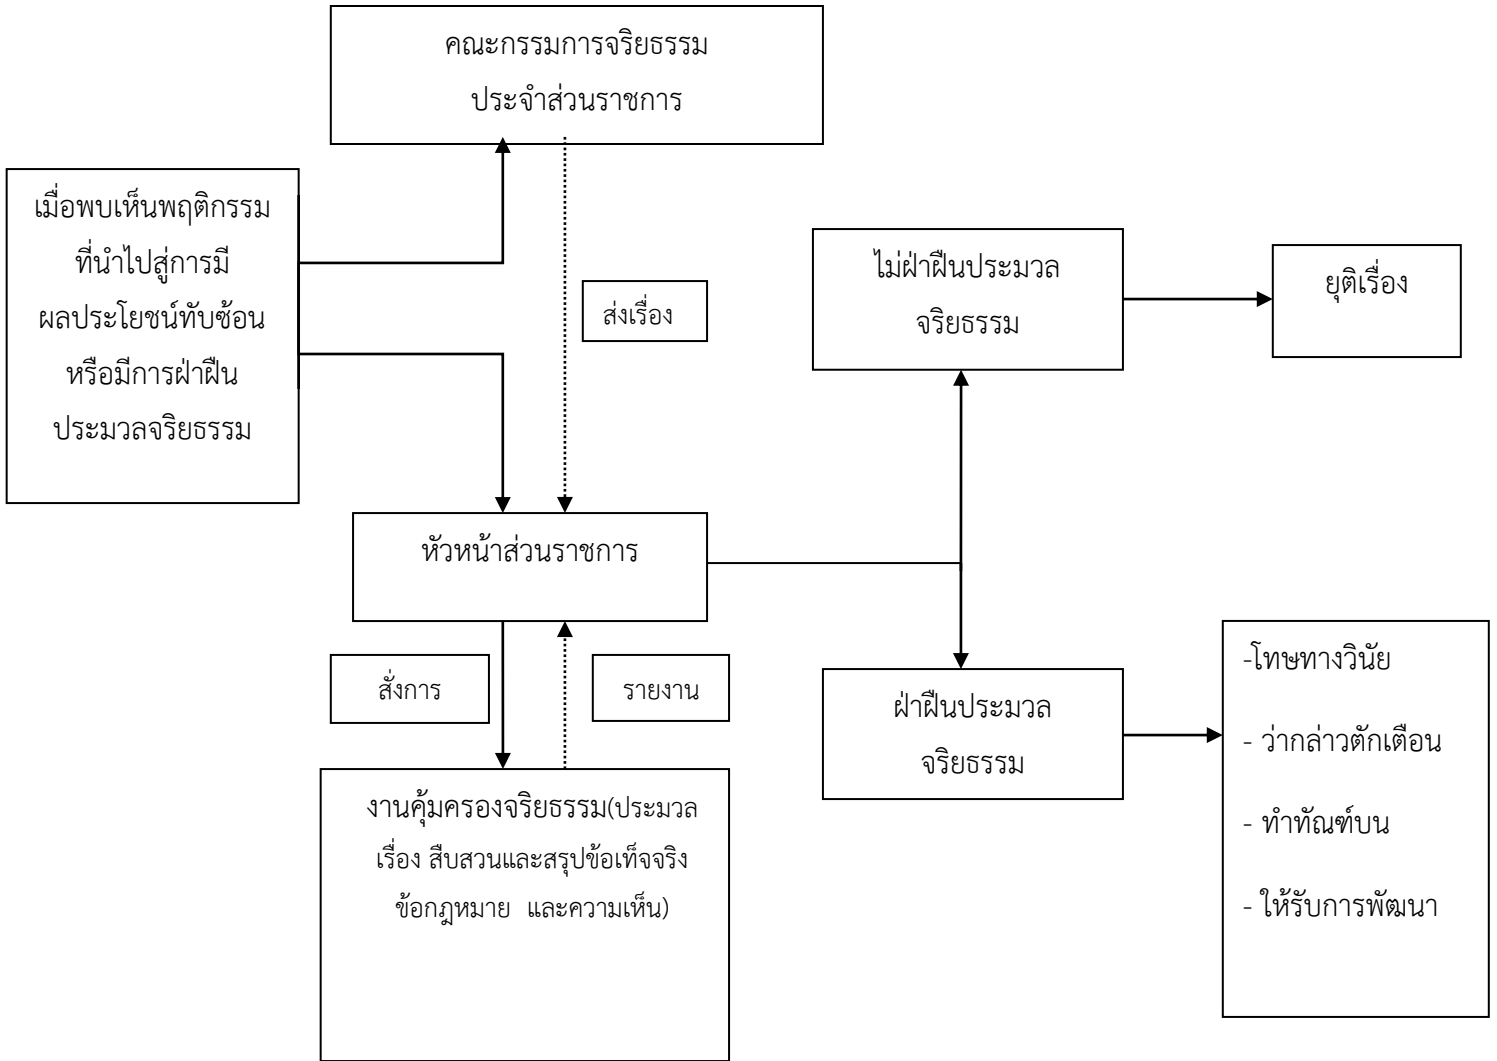 คณะกรรมการจริยธรรม
ประจำส่วนราชการ
เมื่อพบเห็นพฤติกรรม
ที่นำไปสู่การมี
ผลประโยชน์ทับซ้อน
หรือมีการฝ่าฝืน
ประมวลจริยธรรม
ส่งเรื่อง
ไม่ฝ่าฝืนประมวล
จริยธรรม
ยุติเรื่อง
หัวหน้าส่วนราชการ
สั่งการ
รายงาน
ฝ่าฝืนประมวล
จริยธรรม
-โทษทางวินัย
- ว่ากล่าวตักเตือน
- ทำทัณฑ์บน
- ให้รับการพัฒนา
งานคุ้มครองจริยธรรม(ประมวล
เรื่อง สืบสวนและสรุปข้อเท็จจริง
ข้อกฎหมาย และความเห็น)